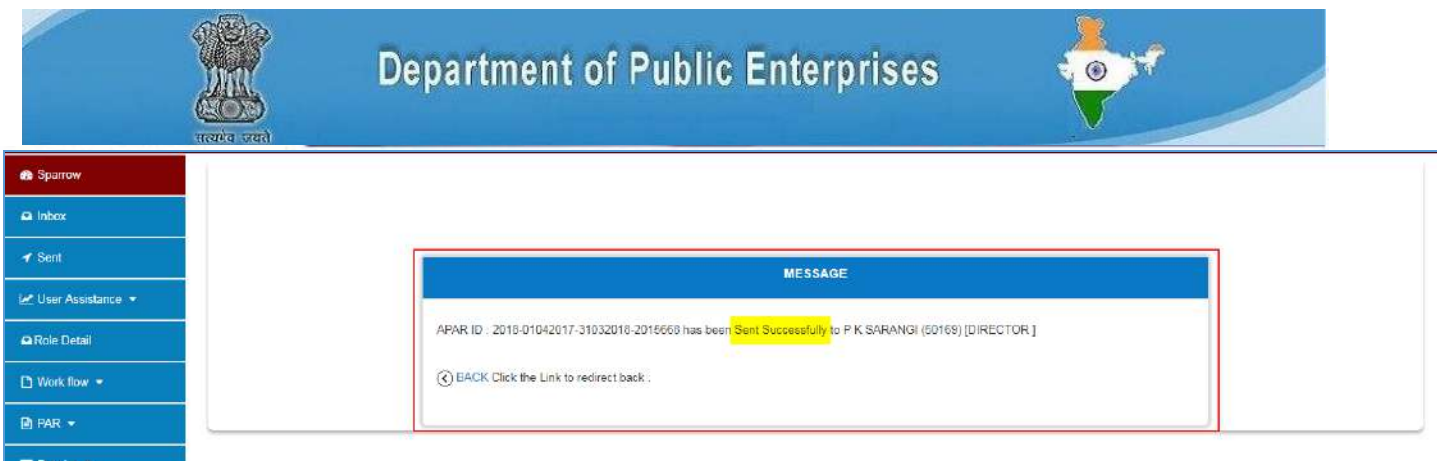 Department of Public Enterprises
सत्यमेव जयते
Sparrow
Inbox
Sent
User Assistance
Role Detail
Work flow
PAR
MESSAGE
APAR ID : 2018-01042017-31032018-2015668 has been Sent Successfully to P K SARANGI (50169) [DIRECTOR ]
BACK Click the Link to redirect back .